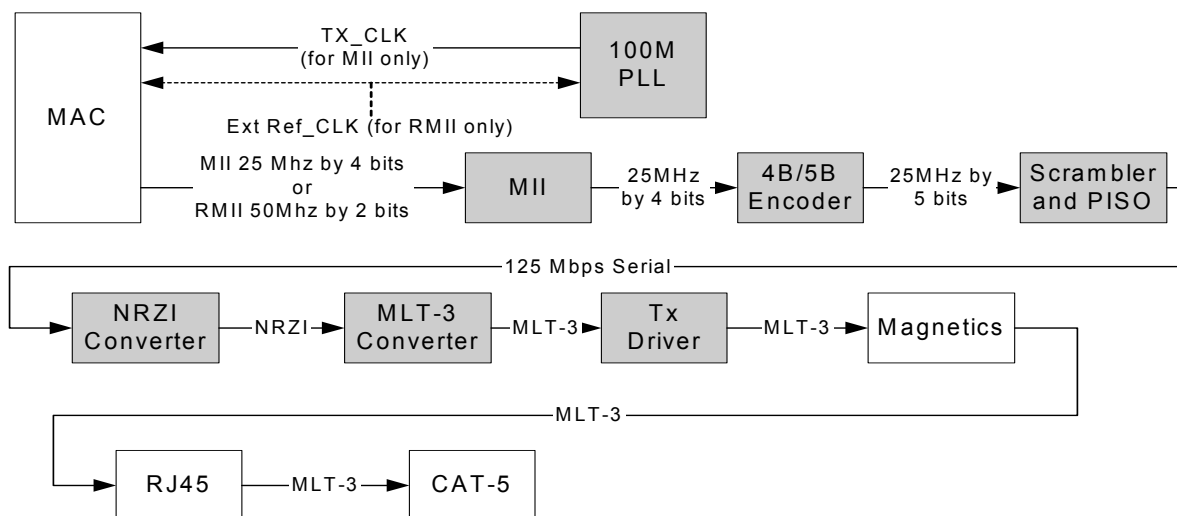 TX_CLK
(for MII only)
100M
PLL
MAC
Ext Ref_CLK (for RMII only)
MII 25 Mhz by 4 bits
or
RMII 50Mhz by 2 bits
MII
25MHz
by 4 bits
4B/5B
Encoder
25MHz by
5 bits
Scrambler
and PISO
125 Mbps Serial
NRZI
Converter
NRZI
MLT-3
Converter
MLT-3
Tx
Driver
MLT-3
Magnetics
MLT-3
RJ45
MLT-3
CAT-5